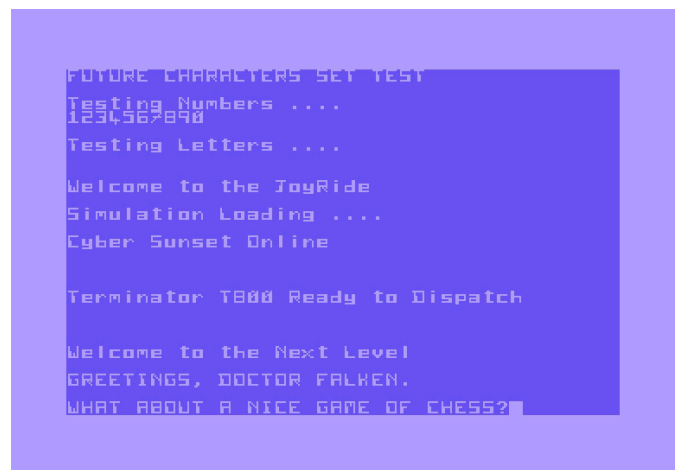 FUTURE CHARACTERS SET TEST
Testing Numbers ....
1234567890
Testing Letters ....
Welcome to the JoyRide
Simulation Loading ....
Cyber Sunset Online
Terminator T800 Ready to Dispatch
Welcome to the Next Level
GREETINGS, DOCTOR FALKEN.
WHAT ABOUT A NICE GAME OF CHESS?